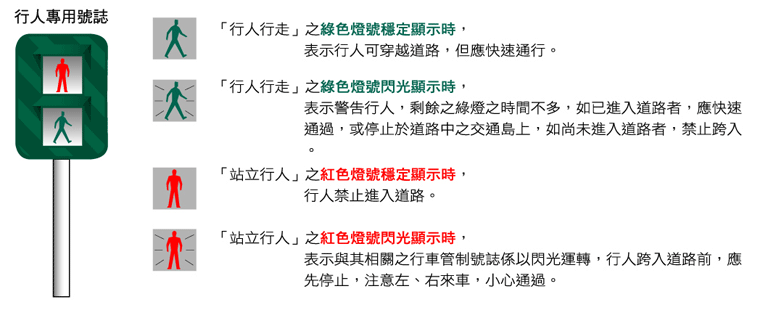 行人專用號誌
「行人行走」之綠色燈號穩定顯示時，
表示行人可穿越道路，但應快速通行。
「行人行走」之綠色燈號閃光顯示時，
表示警告行人，剩餘之綠燈之時間不多，如已進入道路者，應快速
通過，或停止於道路中之交通島上，如尚未進入道路者，禁止跨入
。
「站立行人」之紅色燈號穩定顯示時，
行人禁止進入道路。
「站立行人」之紅色燈號閃光顯示時，
表示與其相關之行車管制號誌係以閃光運轉，行人跨入道路前，應
先停止，注意左、右來車，小心通過。